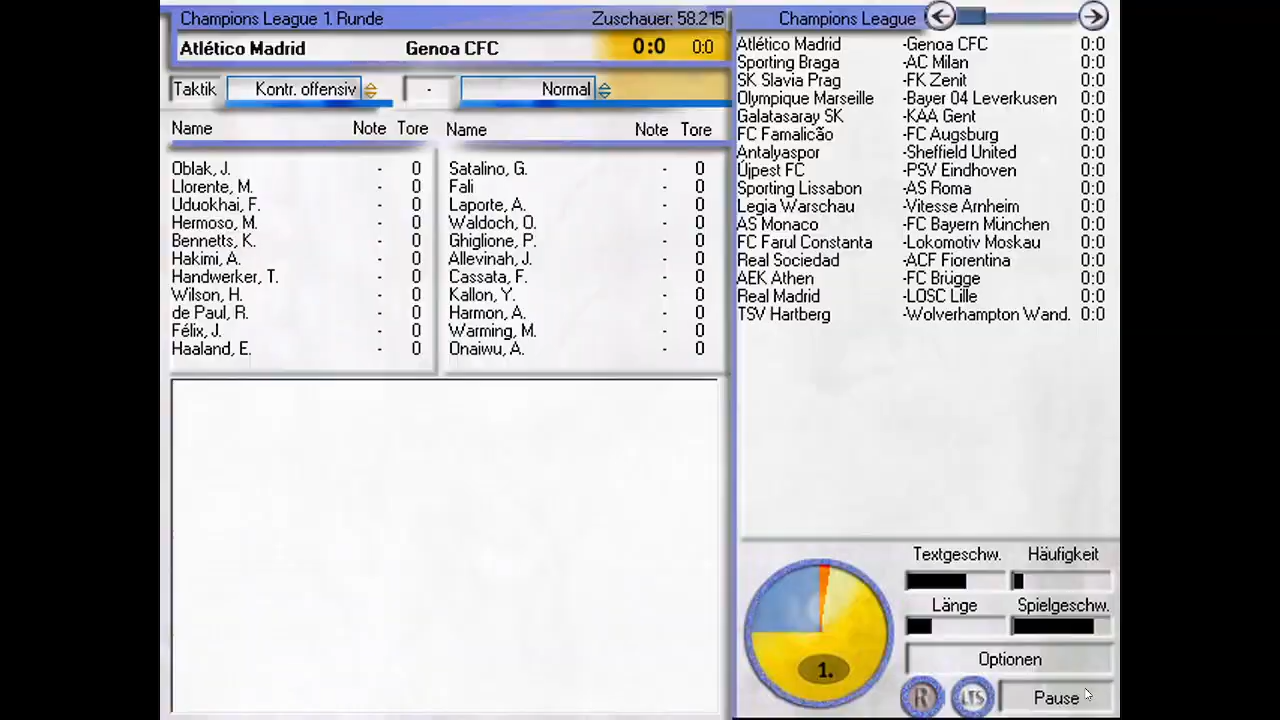 Champions League 1. Runde Zuschauer: 58.215
Atlético Madrid Genoa CFC 0:0 0:0
Taktik Kontr. offensiv - Normal
Name Note Tore Name Note Tore
Oblak, J. - 0 Satalino, G. - 0
Llorente, M. - 0 Fali - 0
Uduokhai, F. - 0 Laporte, A. - 0
Hermoso, M. - 0 Waldoch, O. - 0
Bennetts, K. - 0 Ghiglione, P. - 0
Hakimi, A. - 0 Allevinah, J. - 0
Handwerker, T. - 0 Cassata, F. - 0
Wilson, H. - 0 Kallon, Y. - 0
de Paul, R. - 0 Harmon, A. - 0
Félix, J. - 0 Warming, M. - 0
Haaland, E. - 0 Onaiwu, A. - 0
Champions League
Atlético Madrid -Genoa CFC 0:0
Sporting Braga -AC Milan 0:0
SK Slavia Prag -FK Zenit 0:0
Olympique Marseille -Bayer 04 Leverkusen 0:0
Galatasaray SK -KAA Gent 0:0
FC Famalicão -FC Augsburg 0:0
Antalyaspor -Sheffield United 0:0
Újpest FC -PSV Eindhoven 0:0
Sporting Lissabon -AS Roma 0:0
Legia Warschau -Vitesse Arnheim 0:0
AS Monaco -FC Bayern München 0:0
FC Farul Constanta -Lokomotiv Moskau 0:0
Real Sociedad -ACF Fiorentina 0:0
AEK Athen -FC Brügge 0:0
Real Madrid -LOSC Lille 0:0
TSV Hartberg -Wolverhampton Wand. 0:0
Textgeschw. Häufigkeit
Länge Spielgeschw.
Optionen
1.
R LTS Pause